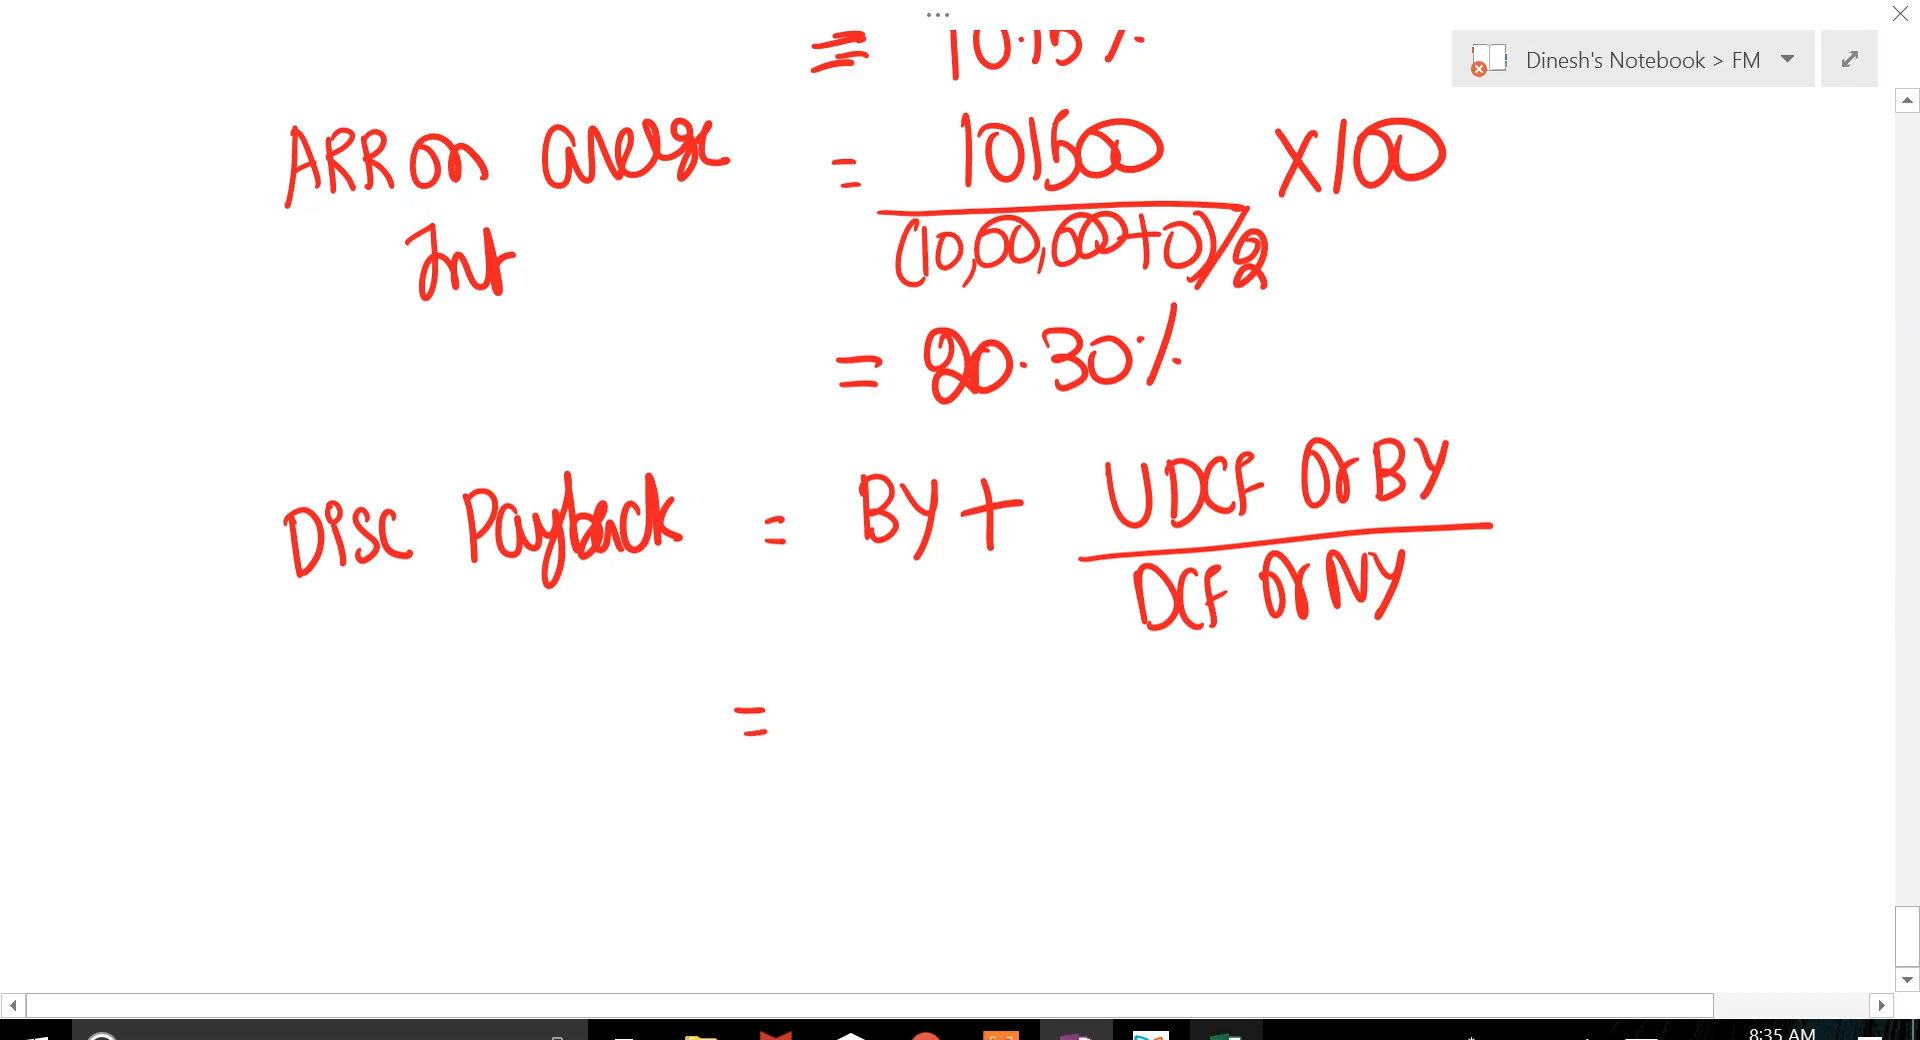 Dinesh's Notebook > FM
= 10.15%
ARR on = 101500 X100
Int (10,00,000+0)/2
= 20.30%
Disc Payback = BY + UDCF Of BY
DCF Of NY
=
8:35 AM